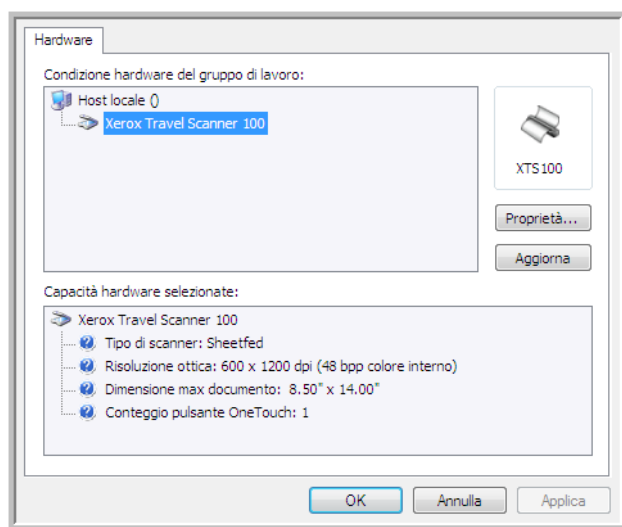 Hardware
Condizione hardware del gruppo di lavoro:
Host locale ()
Xerox Travel Scanner 100
XTS100
Proprietà...
Aggiorna
Capacità hardware selezionate:
Xerox Travel Scanner 100
Tipo di scanner: Sheetfed
Risoluzione ottica: 600 x 1200 dpi (48 bpp colore interno)
Dimensione max documento: 8.50" x 14.00"
Conteggio pulsante OneTouch: 1
OK
Annulla
Applica